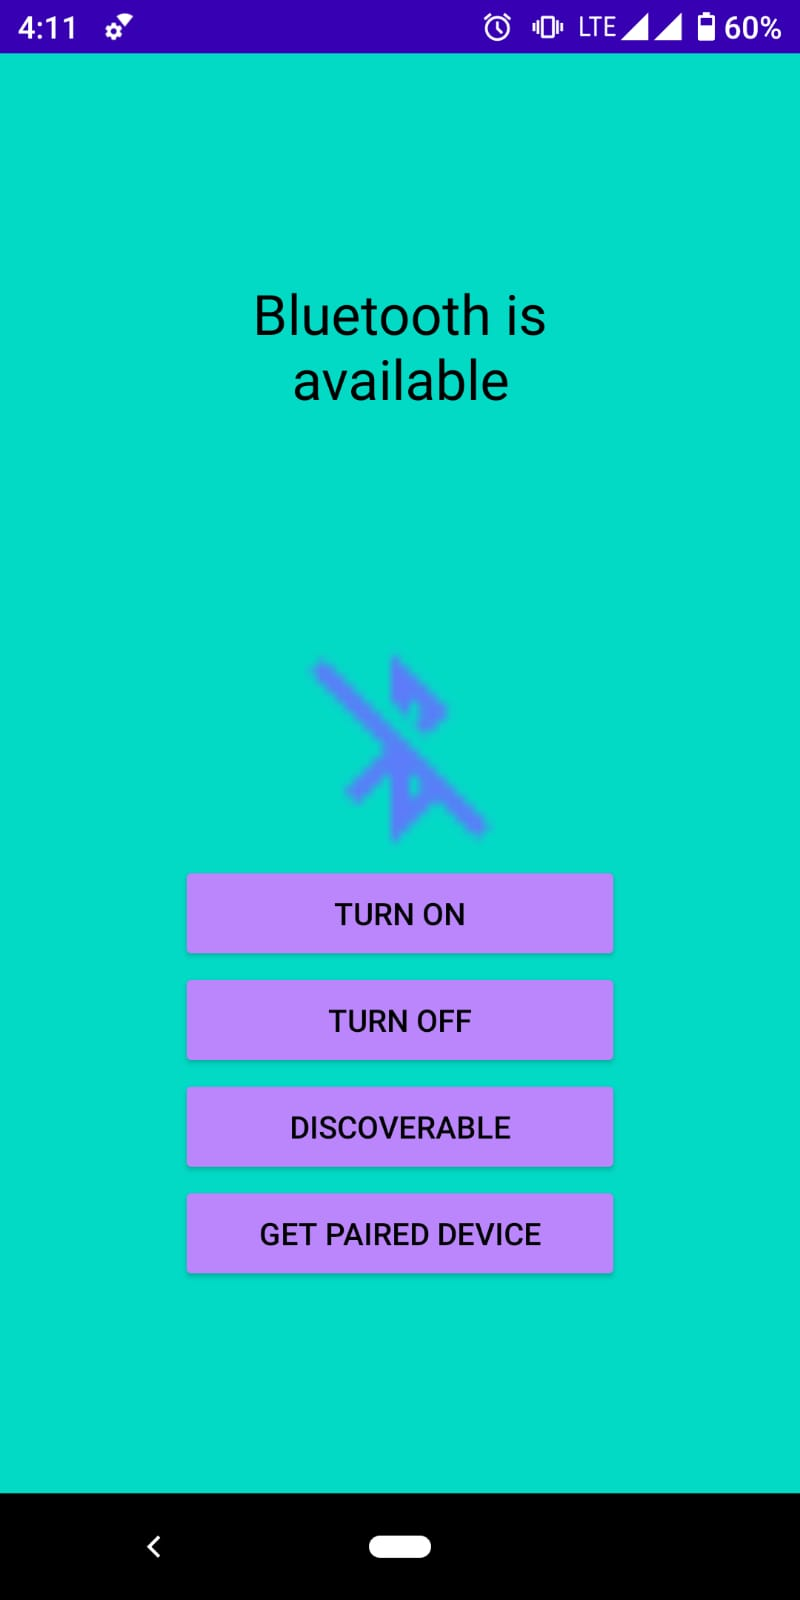 4:11 LTE 60%
Bluetooth is
available
TURN ON
TURN OFF
DISCOVERABLE
GET PAIRED DEVICE